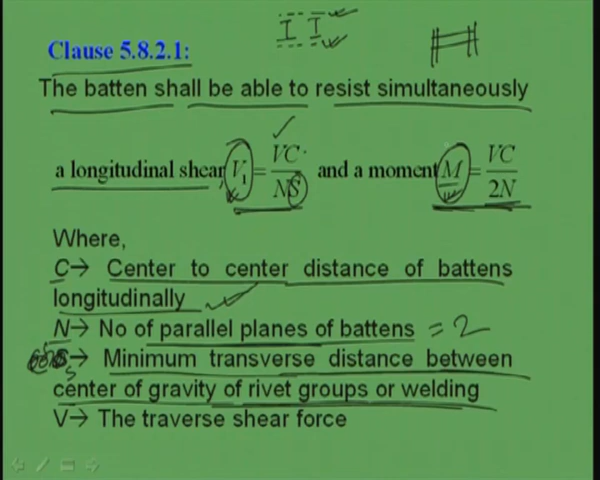 Clause 5.8.2.1:
The batten shall be able to resist simultaneously
a longitudinal shear V₁ = VC / NS and a moment M = VC / 2N
Where,
C→ Center to center distance of battens
longitudinally
N→ No of parallel planes of battens = 2
S→ Minimum transverse distance between
center of gravity of rivet groups or welding
V→ The traverse shear force